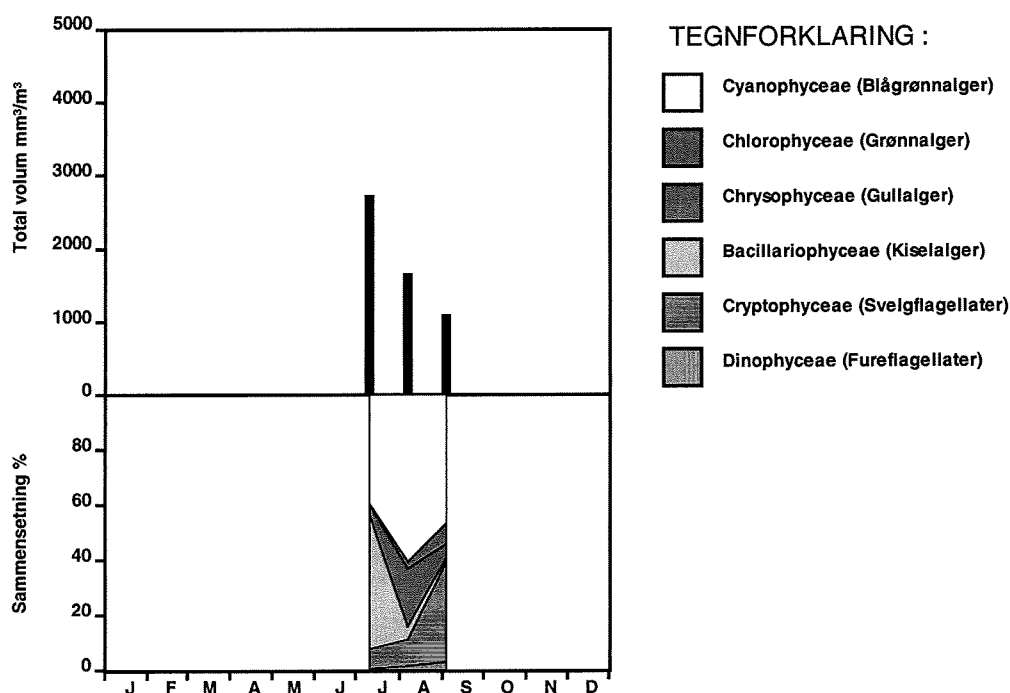 5000
4000
3000
2000
1000
0
Total volum mm³/m³
80
60
40
20
0
Sammensetning %
J F M A M J J A S O N D
TEGNFORKLARING :
Cyanophyceae (Blågrønnalger)
Chlorophyceae (Grønnalger)
Chrysophyceae (Gullalger)
Bacillariophyceae (Kiselalger)
Cryptophyceae (Svelgflagellater)
Dinophyceae (Fureflagellater)